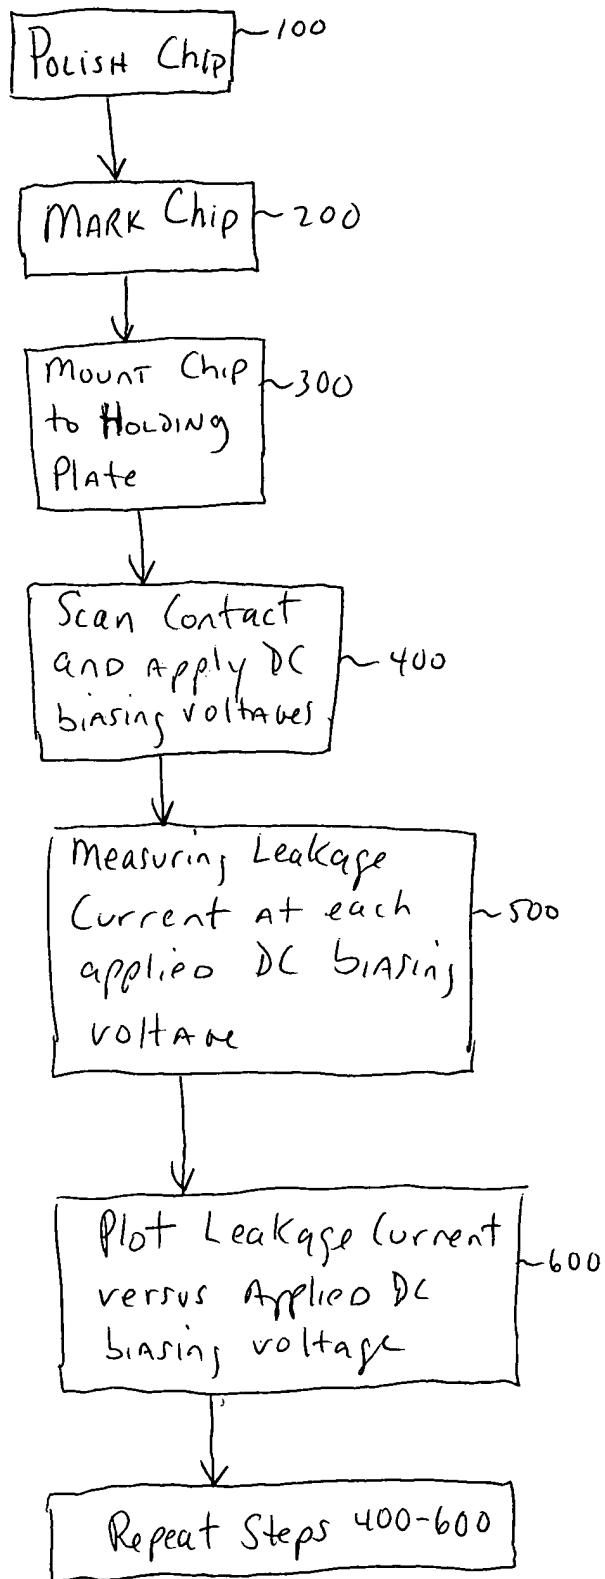 Polish Chip
100
Mark Chip
200
Mount Chip
to Holding
Plate
300
Scan Contact
and Apply DC
biasing voltages
400
Measuring Leakage
Current at each
applied DC biasing
voltage
500
Plot Leakage Current
versus Applied DC
biasing voltage
600
Repeat Steps 400-600